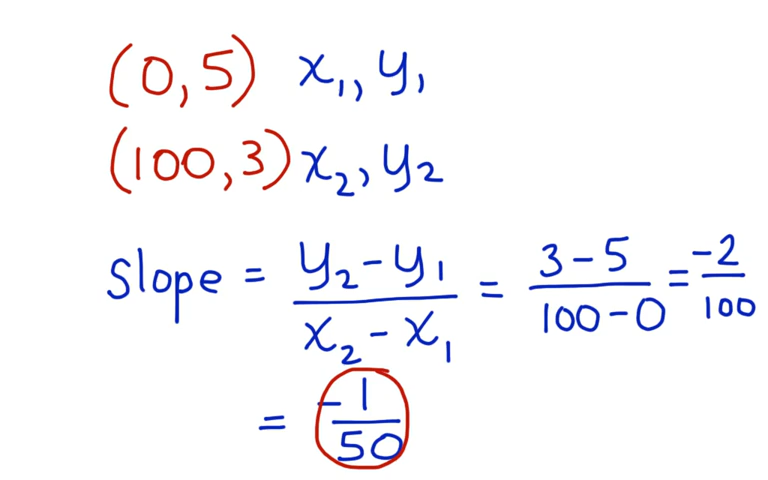 (0,5) x₁, y₁
(100,3) x₂, y₂
Slope = (y₂ - y₁)/(x₂ - x₁) = (3 - 5)/(100 - 0) = -2/100
= -1/50